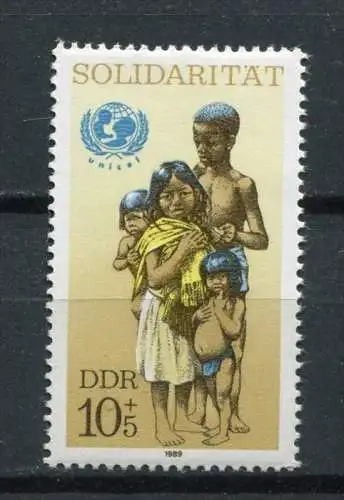 SOLIDARITÄT
unicef
DDR
10+5
1989